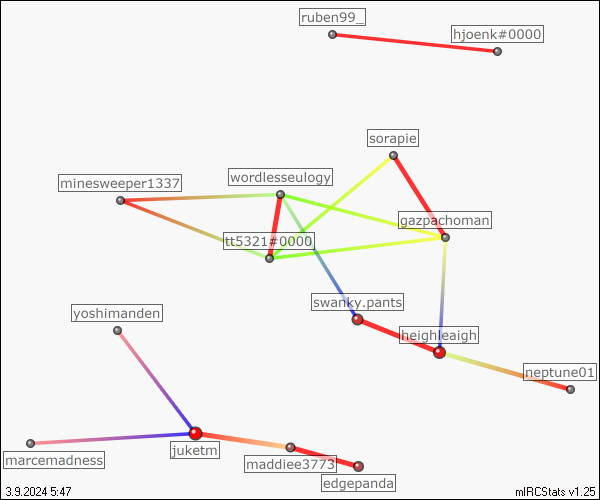 ruben99_
hjoenk#0000
sorapie
wordlesseulogy
minesweeper1337
gazpachoman
tt5321#0000
swanky.pants
yoshimanden
heighleaigh
neptune01
juketm
marcemadness
maddiee3773
edgepanda
3.9.2024 5:47
mIRCStats v1.25